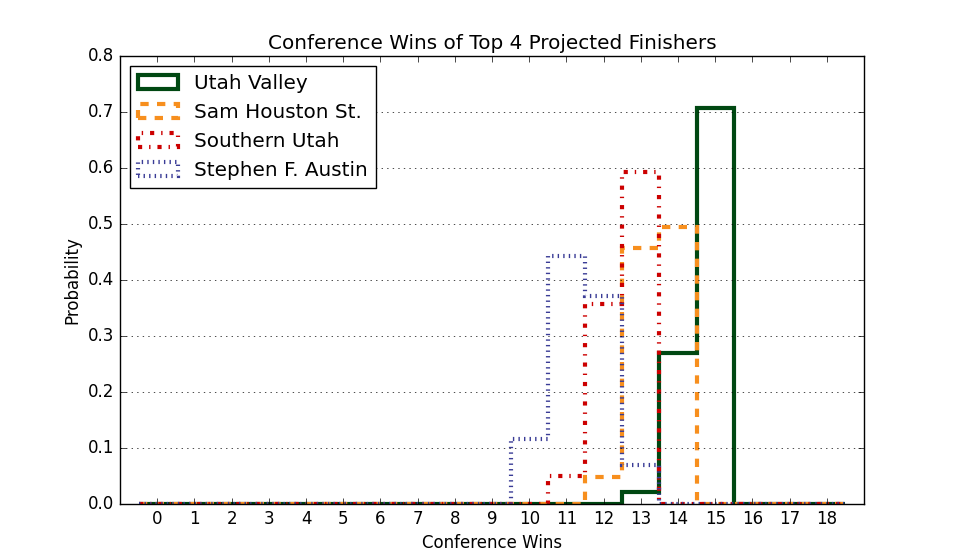 Conference Wins of Top 4 Projected Finishers
0.8
0.7
0.6
0.5
0.4
0.3
0.2
0.1
0.0
Probability
Utah Valley
Sam Houston St.
Southern Utah
Stephen F. Austin
0 1 2 3 4 5 6 7 8 9 10 11 12 13 14 15 16 17 18
Conference Wins